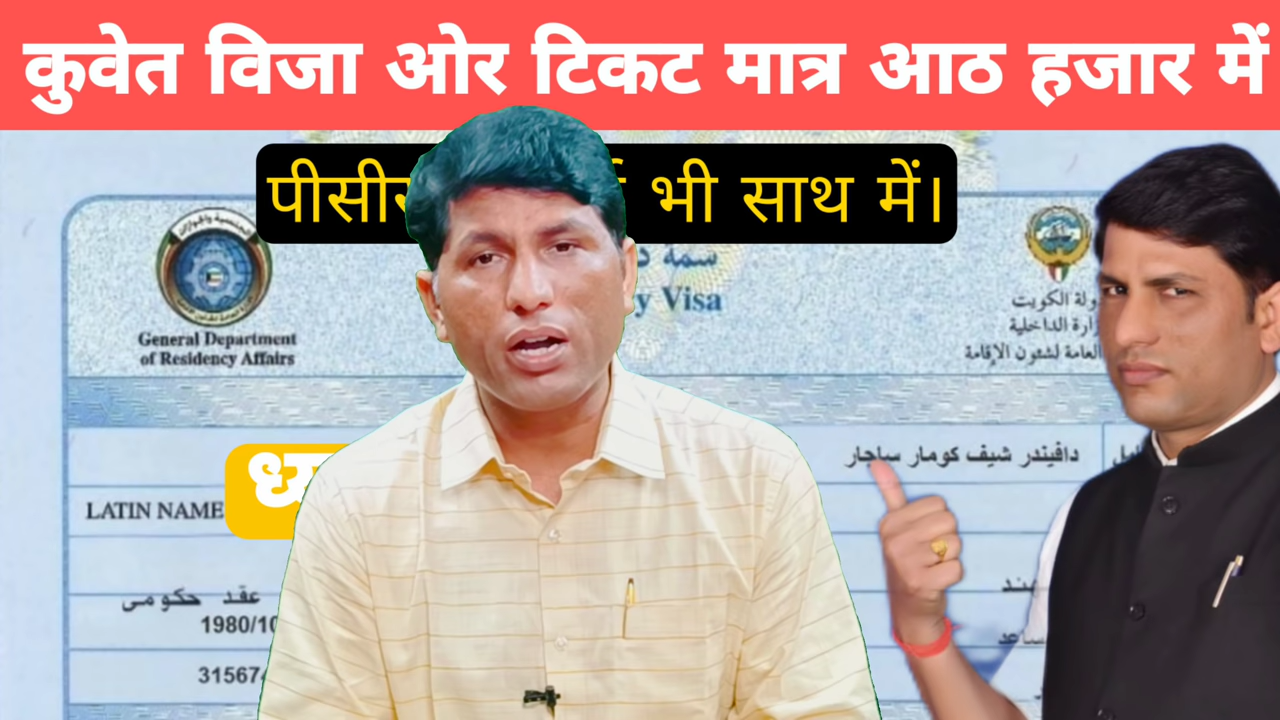 कुवेत विजा ओर टिकट मात्र आठ हजार में
भी साथ में।
سمة
Visa
General Department
of Residency Affairs
الكويت
الداخلية
العامة لشئون الإقامة
دافيندر شيف كومار ساجار
LATIN NAME
عقد حكومى
1980/10
31567